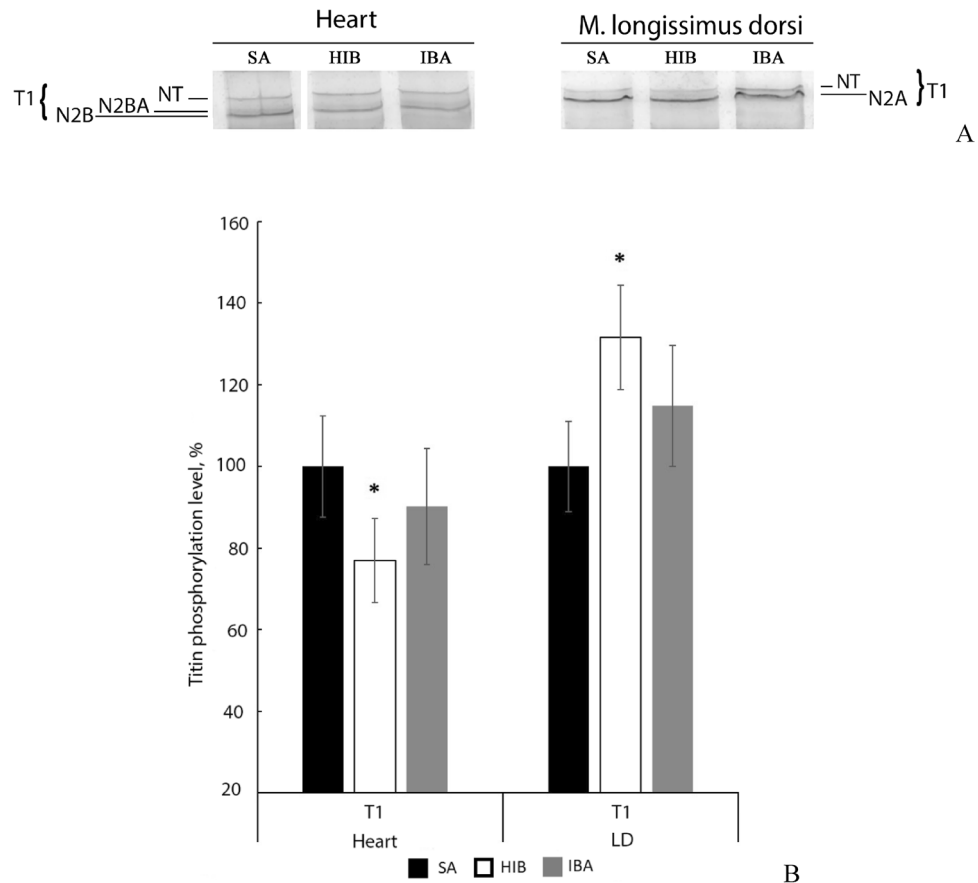 Heart
M. longissimus dorsi
SA HIB IBA
SA HIB IBA
T1 { NT
N2BA
N2B
NT } T1
N2A
A
160
140
120
100
80
60
40
20
Titin phosphorylation level, %
*
*
T1
T1
Heart
LD
SA HIB IBA
B